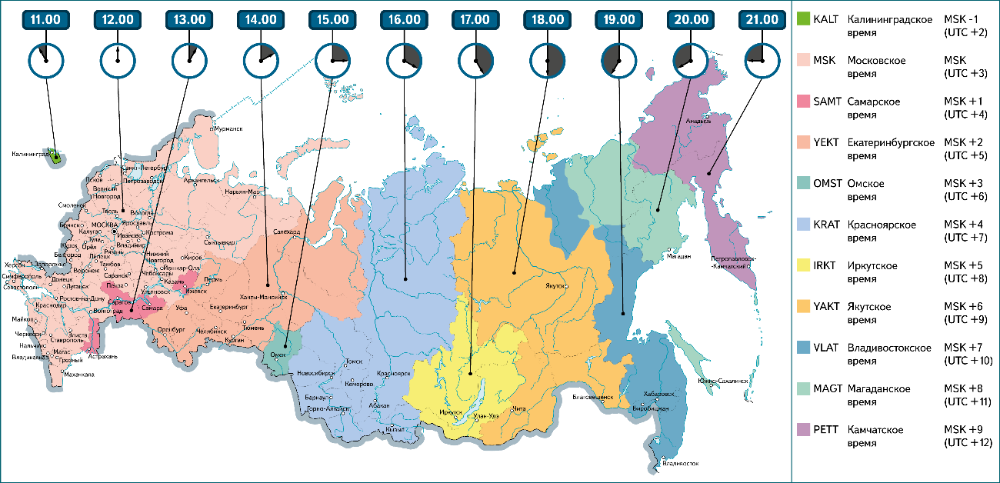 11.00
12.00
13.00
14.00
15.00
16.00
17.00
18.00
19.00
20.00
21.00
Мурманск
Анадырь
Калининград
Санкт-Петербург
Псков
Петрозаводск
Архангельск
Великий
Новгород
Нарьян-Мар
Смоленск
Тверь
Вологда
Брянск
МОСКВА
Ярославль
Калуга
Иваново
Кострома
Салехард
Тула
Владимир
Сыктывкар
Курск
Орёл
Рязань
Белгород
Липецк
Нижний
Новгород
Киров
Магадан
Херсон
Запорожье
Тамбов
Йошкар-Ола
Воронеж
Чебоксары
Петропавловск-
-Камчатский
Симферополь
Донецк
Саранск
Казань
Пермь
Севастополь
Луганск
Пенза
Ульяновск
Ижевск
Якутск
Ростов-на-Дону
Саратов
Ханты-Мансийск
Краснодар
Волгоград
Самара
Уфа
Екатеринбург
Майкоп
Тюмень
Черкесск
Элиста
Оренбург
Челябинск
Ставрополь
Курган
Нальчик
Магас
Владикавказ
Грозный
Астрахань
Омск
Махачкала
Томск
Новосибирск
Красноярск
Кемерово
Южно-Сахалинск
Барнаул
Абакан
Благовещенск
Хабаровск
Горно-Алтайск
Иркутск
Улан-Удэ
Чита
Биробиджан
Кызыл
Владивосток
KALT Калининградское время MSK -1 (UTC +2)
MSK Московское время MSK (UTC +3)
SAMT Самарское время MSK +1 (UTC +4)
YEKT Екатеринбургское время MSK +2 (UTC +5)
OMST Омское время MSK +3 (UTC +6)
KRAT Красноярское время MSK +4 (UTC +7)
IRKT Иркутское время MSK +5 (UTC +8)
YAKT Якутское время MSK +6 (UTC +9)
VLAT Владивостокское время MSK +7 (UTC +10)
MAGT Магаданское время MSK +8 (UTC +11)
PETT Камчатское время MSK +9 (UTC +12)